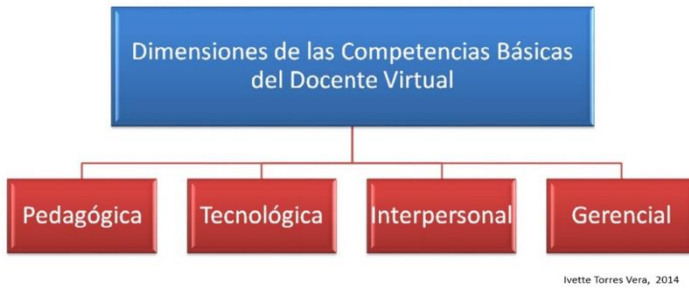 Dimensiones de las Competencias Básicas
del Docente Virtual
Pedagógica
Tecnológica
Interpersonal
Gerencial
Ivette Torres Vera, 2014